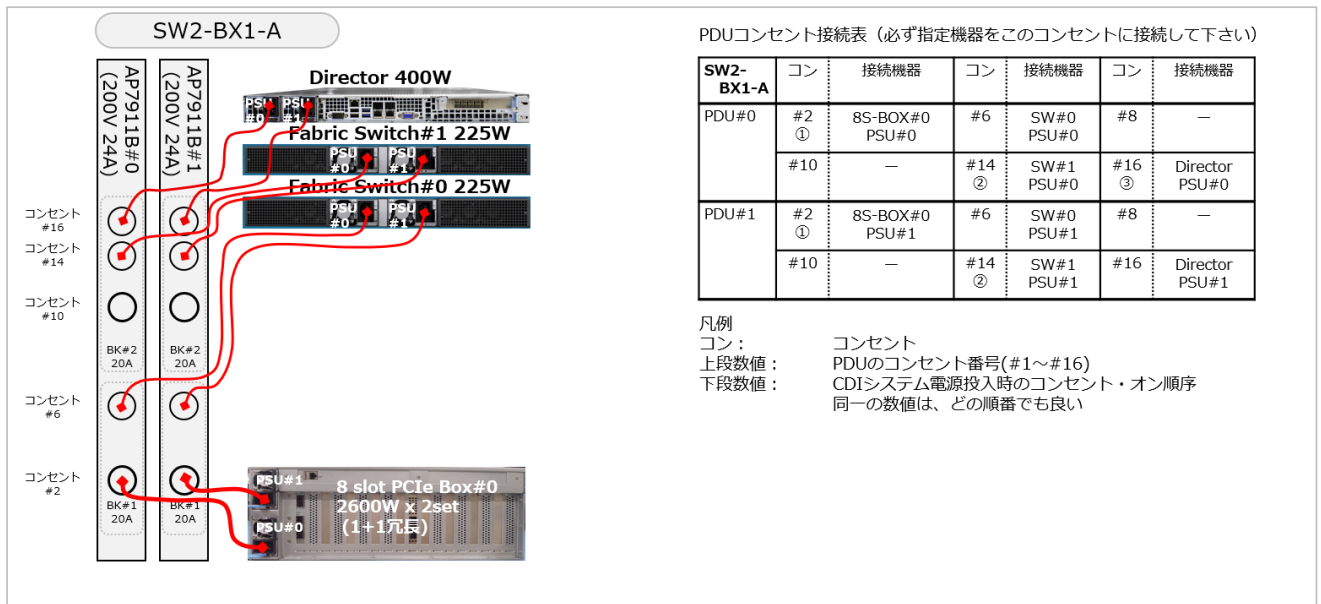 SW2-BX1-A
AP7911B#0
(200V 24A)
AP7911B#1
(200V 24A)
Director 400W
PSU
#0
PSU
#1
Fabric Switch#1 225W
PSU
#0
PSU
#1
Fabric Switch#0 225W
PSU
#0
PSU
#1
コンセント
#16
コンセント
#14
コンセント
#10
BK#2
20A
BK#2
20A
コンセント
#6
コンセント
#2
BK#1
20A
BK#1
20A
PSU#1
PSU#0
8 slot PCIe Box#0
2600W x 2set
(1+1冗長)
PDUコンセント接続表（必ず指定機器をこのコンセントに接続して下さい）
SW2-
BX1-A
コン 接続機器 コン 接続機器 コン 接続機器
PDU#0 #2 8S-BOX#0 #6 SW#0 #8 —
① PSU#0 PSU#0
#10 — #14 SW#1 #16 Director
② PSU#0 ③ PSU#0
PDU#1 #2 8S-BOX#0 #6 SW#0 #8 —
① PSU#1 PSU#1
#10 — #14 SW#1 #16 Director
② PSU#1 PSU#1
凡例
コン： コンセント
上段数値： PDUのコンセント番号(#1～#16)
下段数値： CDIシステム電源投入時のコンセント・オン順序
同一の数値は、どの順番でも良い